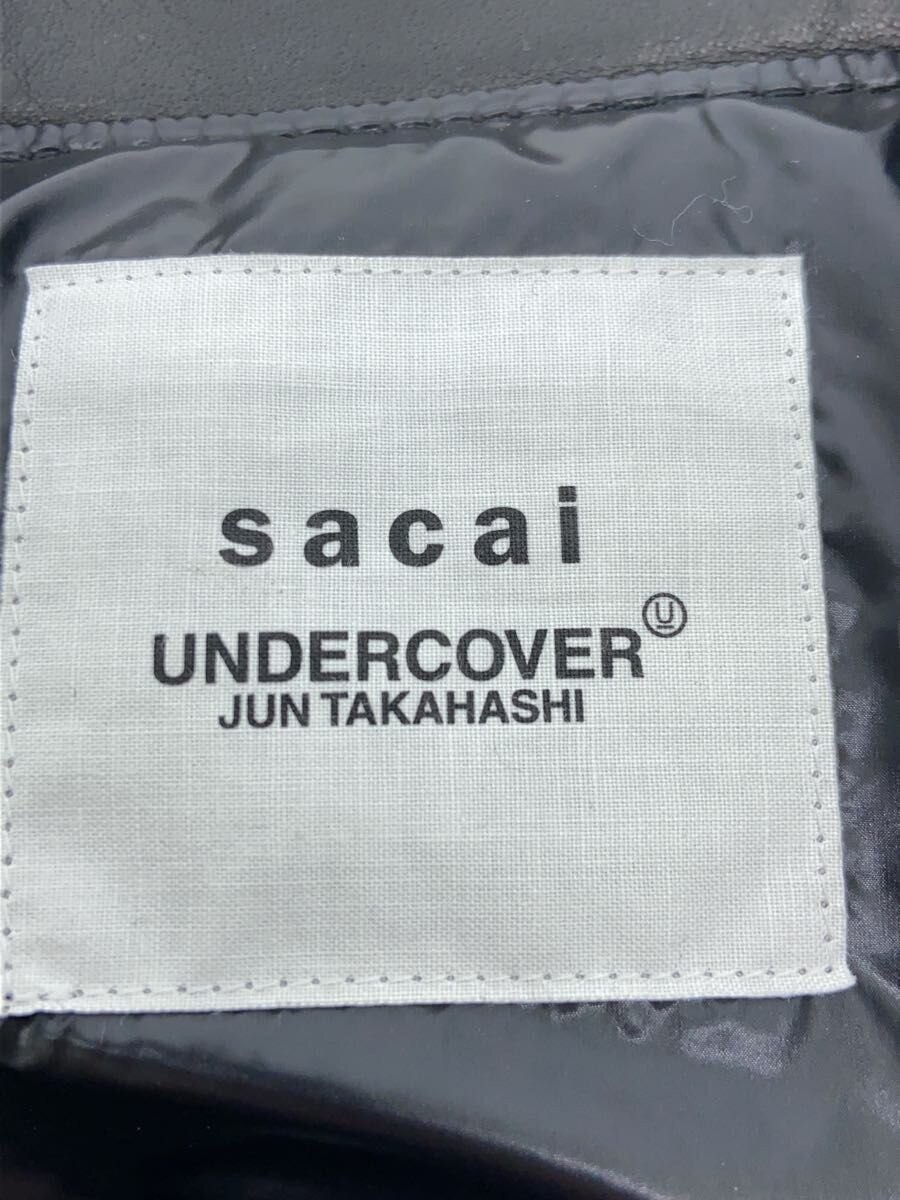 sacai
UNDERCOVER Ⓤ
JUN TAKAHASHI